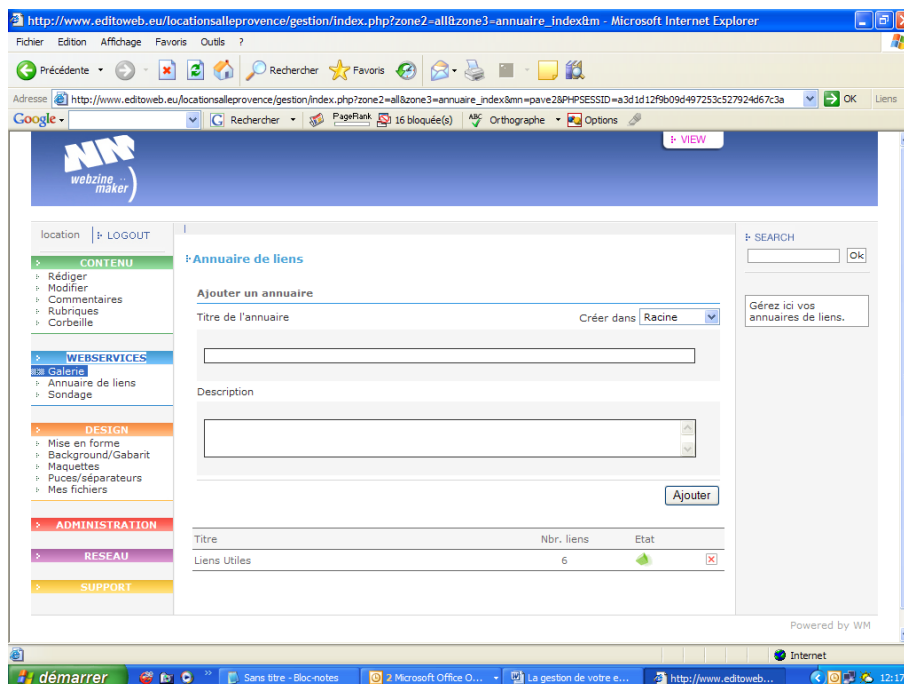 http://www.editoweb.eu/locationsalleprovence/gestion/index.php?zone2=all&zone3=annuaire_index&m - Microsoft Internet Explorer
Fichier Edition Affichage Favoris Outils ?
Précédente Rechercher Favoris
Adresse http://www.editoweb.eu/locationsalleprovence/gestion/index.php?zone2=all&zone3=annuaire_index&mn=pave2&PHPSESSID=a3d1d12f9b09d497253c527924d67c3a OK Liens
Google Rechercher PageRank 16 bloquée(s) ABC Orthographe Options
VIEW
webzine
maker
location LOGOUT
SEARCH
Ok
CONTENU
Rédiger
Modifier
Commentaires
Rubriques
Corbeille
WEBSERVICES
Galerie
Annuaire de liens
Sondage
DESIGN
Mise en forme
Background/Gabarit
Maquettes
Puces/séparateurs
Mes fichiers
ADMINISTRATION
RESEAU
SUPPORT
Annuaire de liens
Ajouter un annuaire
Titre de l'annuaire Créer dans Racine
Description
Ajouter
Titre Nbr. liens Etat
Liens Utiles 6
Gérez ici vos
annuaires de liens.
Powered by WM
Internet
démarrer Sans titre - Bloc-notes 2 Microsoft Office O... La gestion de votre e... http://www.editoweb... 12:17